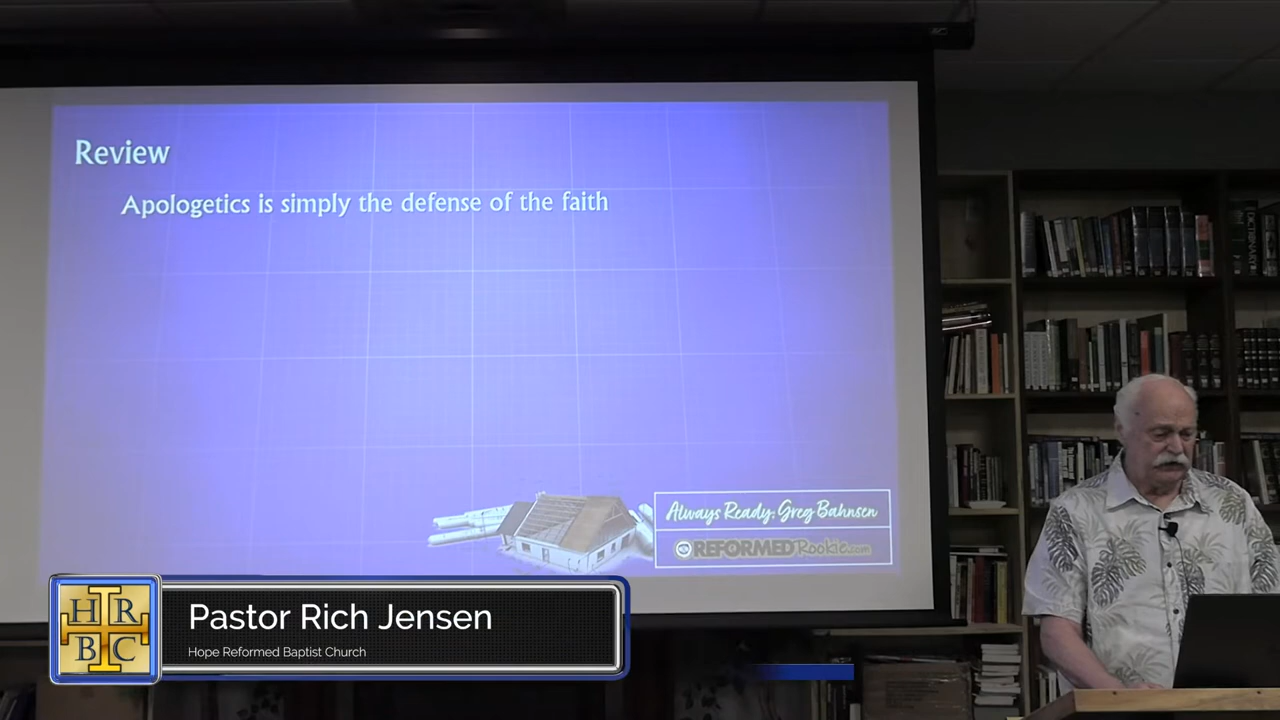 Review
Apologetics is simply the defense of the faith
Always Ready; Greg Bahnsen
REFORMEDRookie.com
DICTIONARY
H R
B C
Pastor Rich Jensen
Hope Reformed Baptist Church